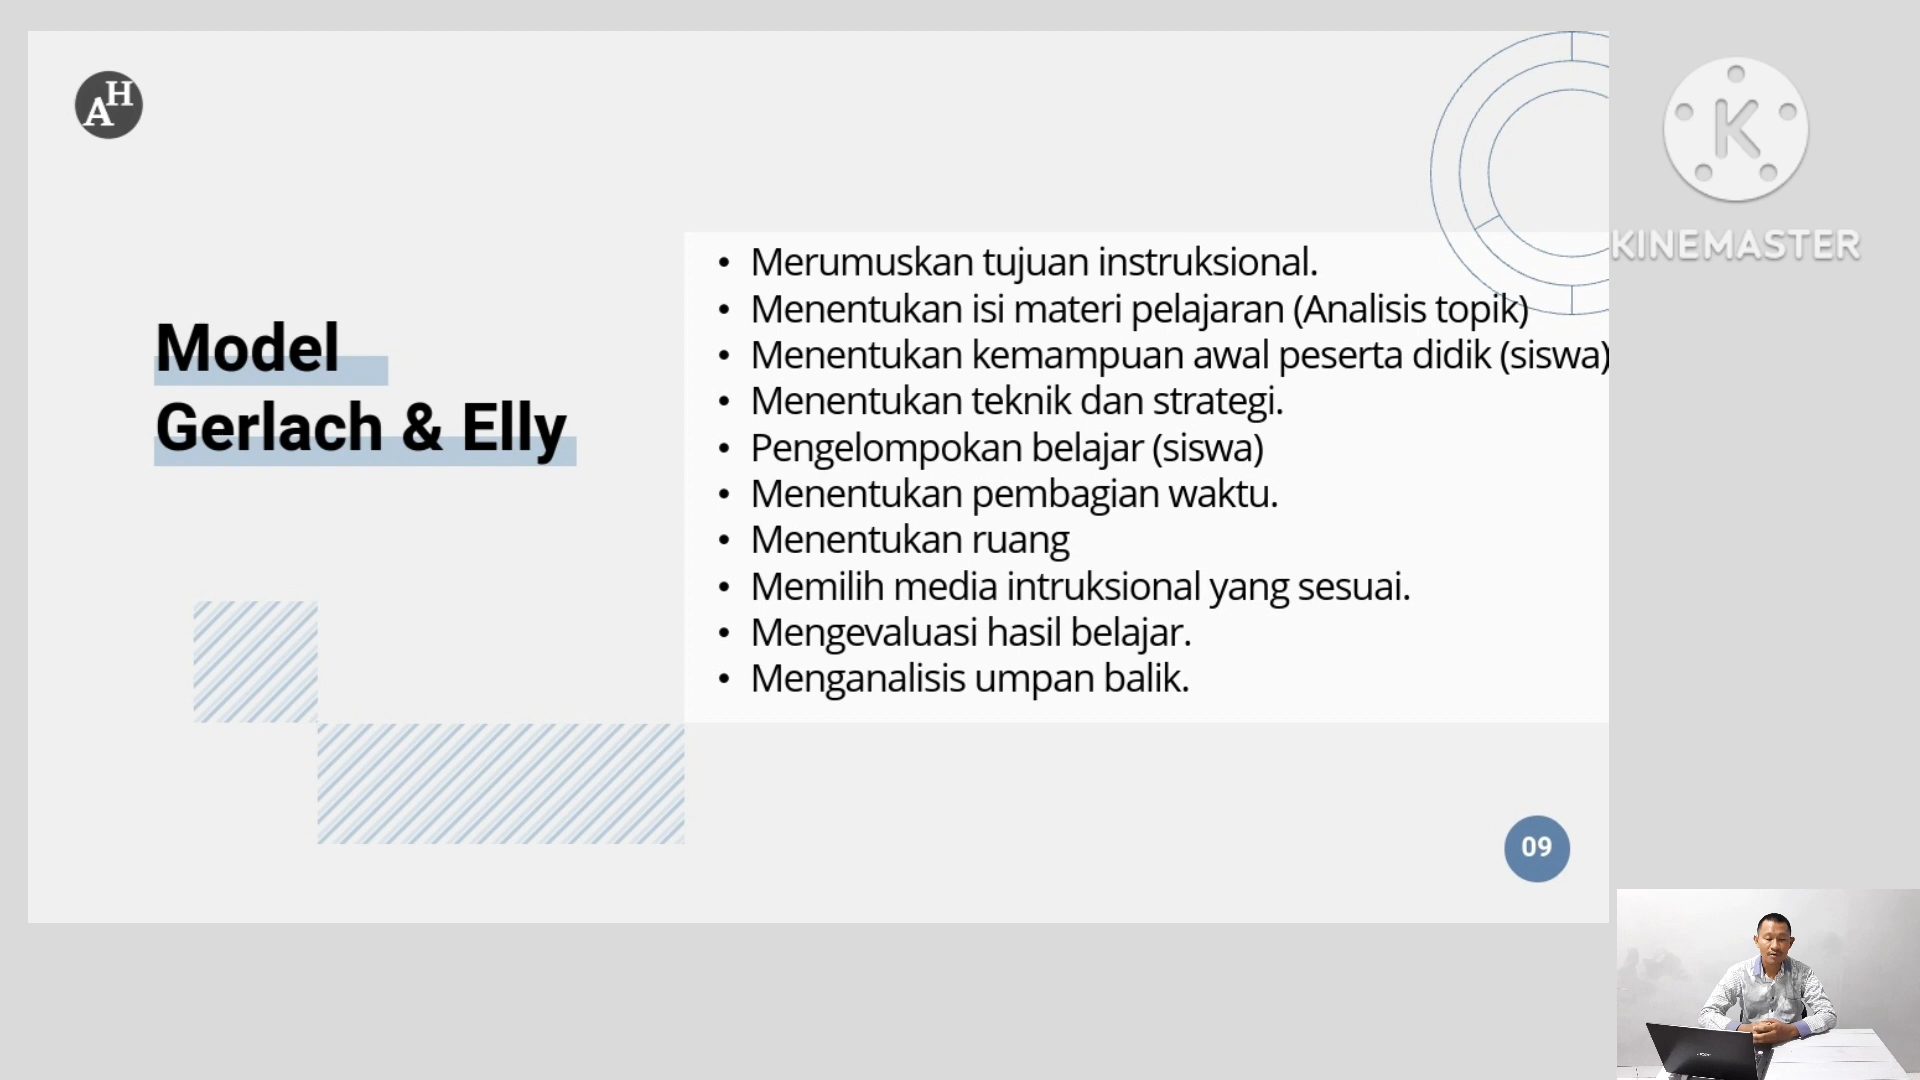 AH
KINEMASTER
Model
Gerlach & Elly
• Merumuskan tujuan instruksional.
• Menentukan isi materi pelajaran (Analisis topik)
• Menentukan kemampuan awal peserta didik (siswa)
• Menentukan teknik dan strategi.
• Pengelompokan belajar (siswa)
• Menentukan pembagian waktu.
• Menentukan ruang
• Memilih media intruksional yang sesuai.
• Mengevaluasi hasil belajar.
• Menganalisis umpan balik.
09